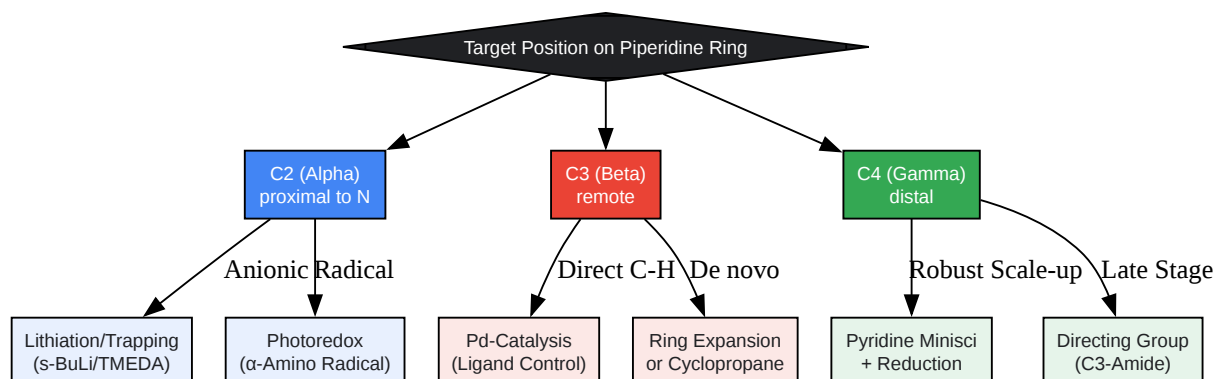 Target Position on Piperidine Ring
C2 (Alpha)
proximal to N
C3 (Beta)
remote
C4 (Gamma)
distal
Anionic
Radical
Direct C-H
De novo
Robust Scale-up
Late Stage
Lithiation/Trapping
(s-BuLi/TMEDA)
Photoredox
(α-Amino Radical)
Pd-Catalysis
(Ligand Control)
Ring Expansion
or Cyclopropane
Pyridine Minisci
+ Reduction
Directing Group
(C3-Amide)